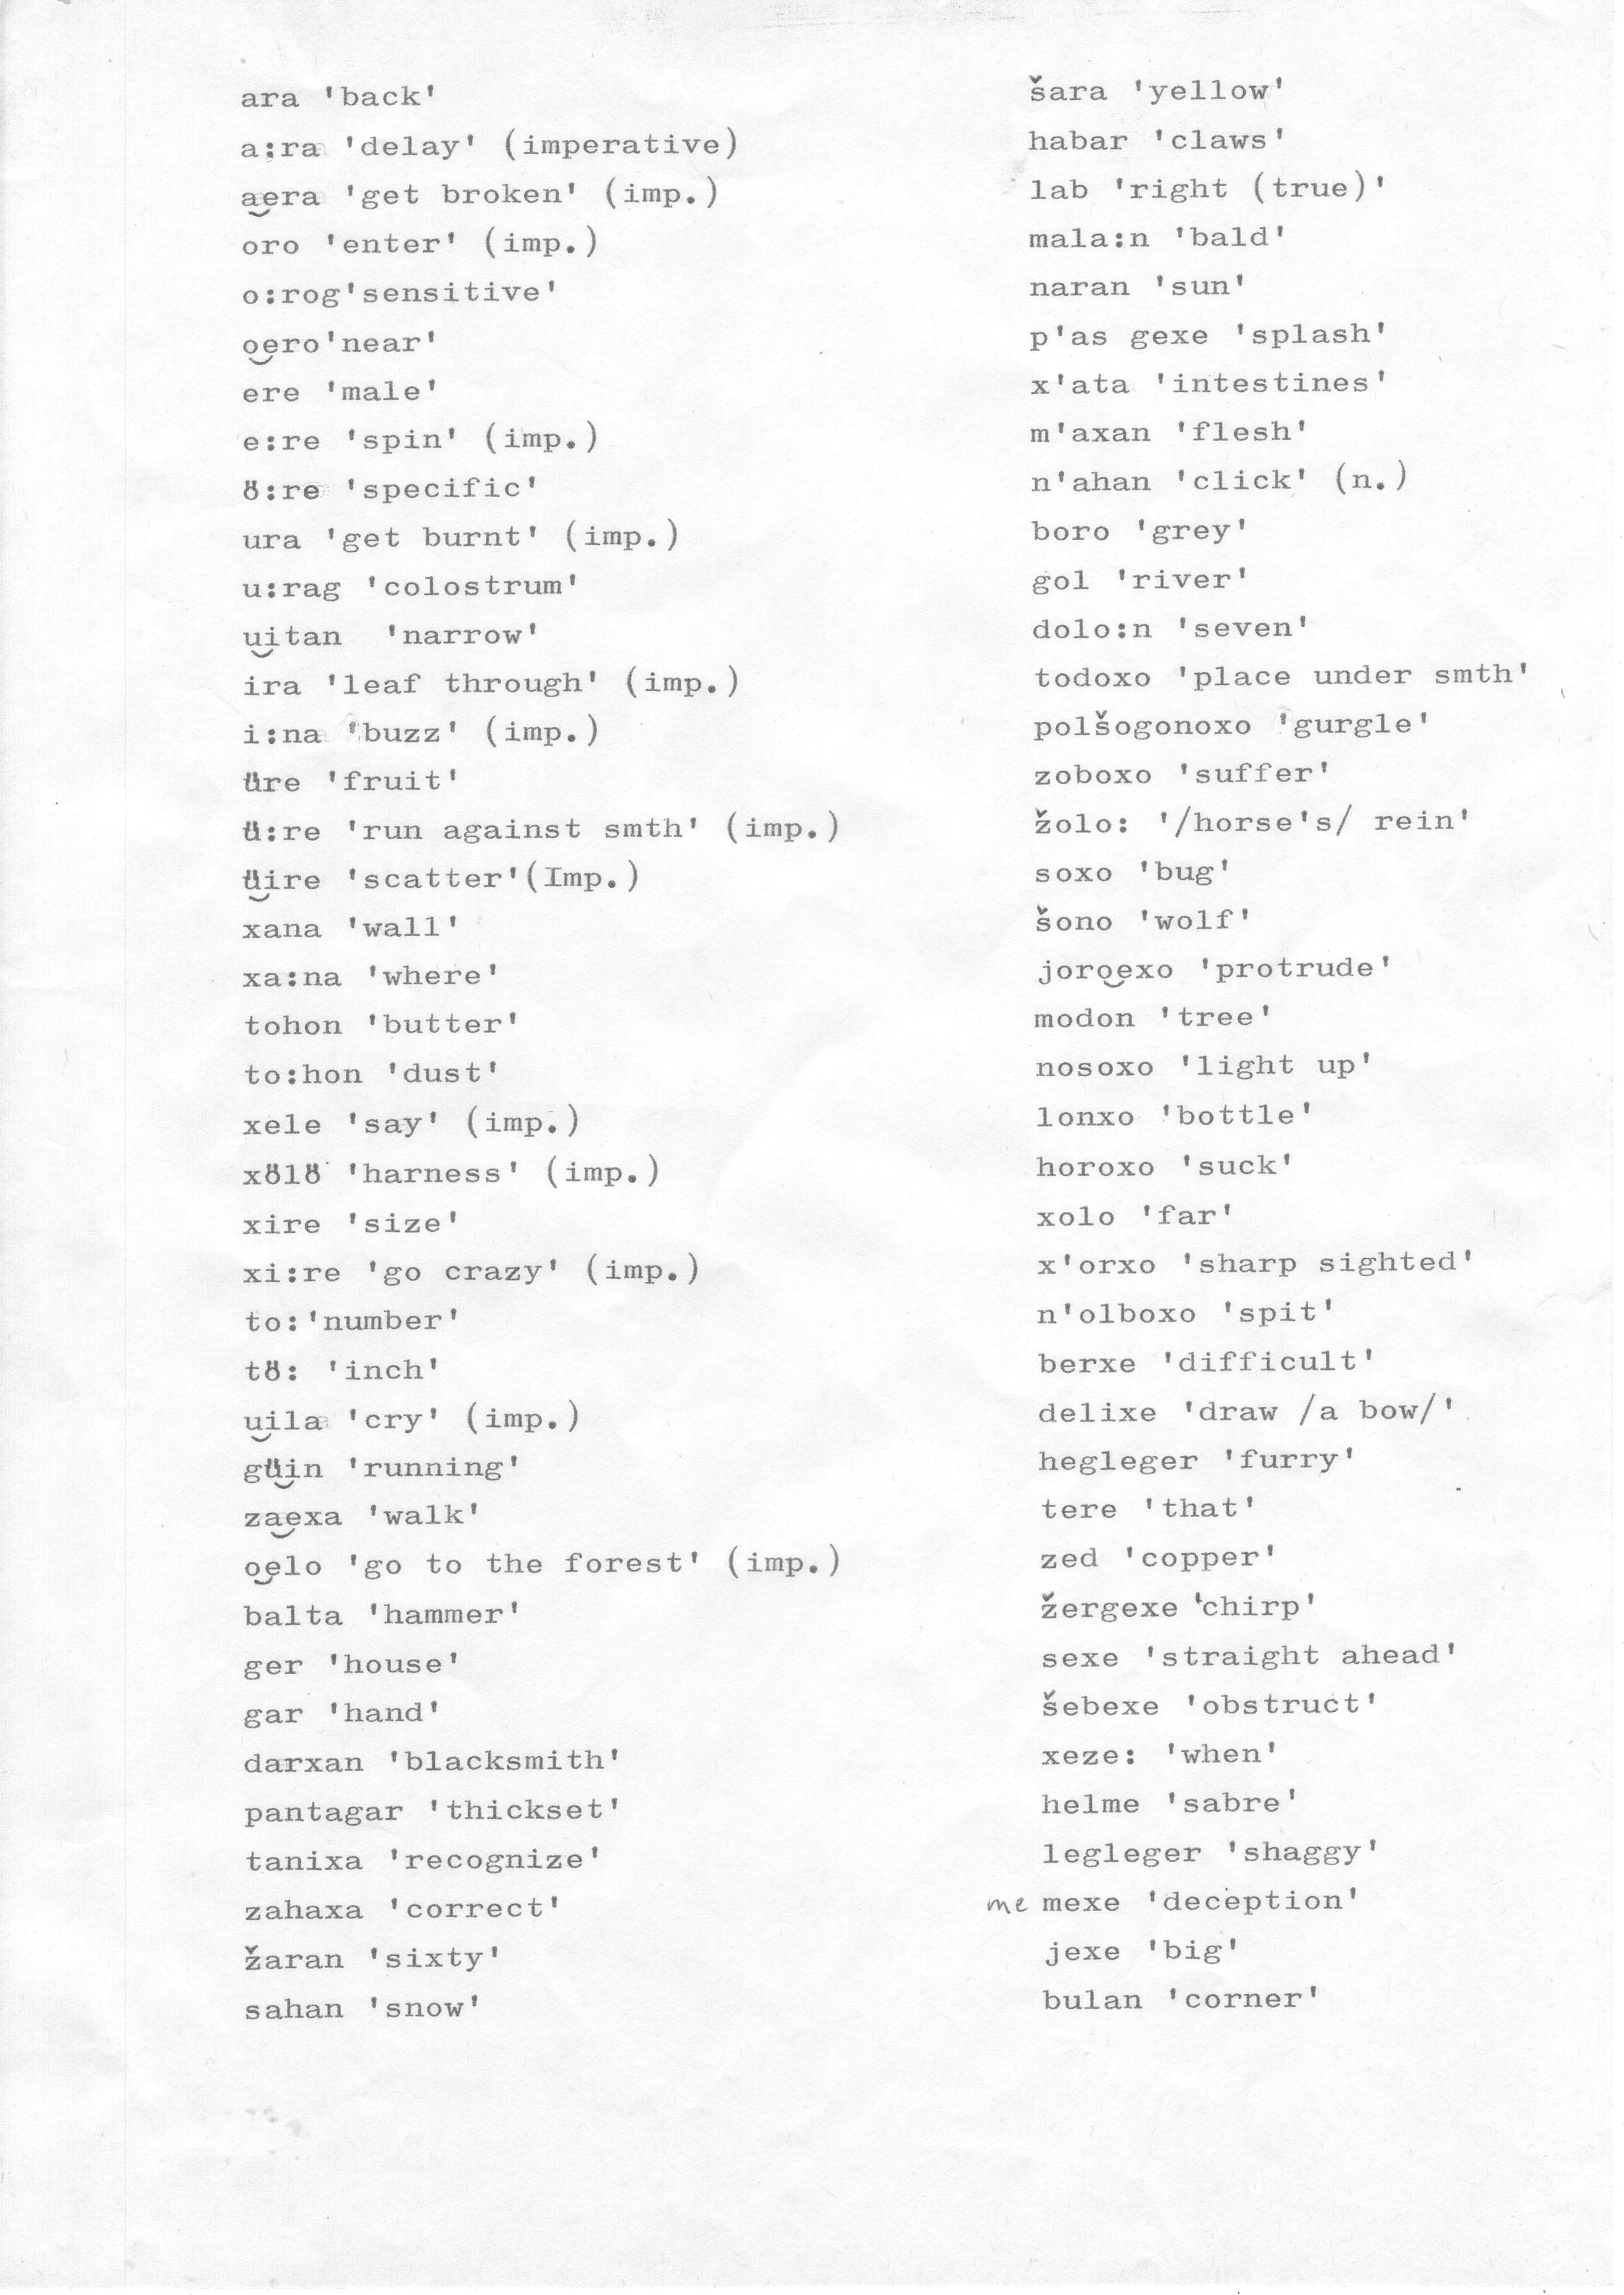 ara 'back'
a:ra 'delay' (imperative)
a͜era 'get broken' (imp.)
oro 'enter' (imp.)
o:rog'sensitive'
o͜ero'near'
ere 'male'
e:re 'spin' (imp.)
ö:re 'specific'
ura 'get burnt' (imp.)
u:rag 'colostrum'
u͜itan 'narrow'
ira 'leaf through' (imp.)
i:na 'buzz' (imp.)
üre 'fruit'
ü:re 'run against smth' (imp.)
ü͜ire 'scatter'(Imp.)
xana 'wall'
xa:na 'where'
tohon 'butter'
to:hon 'dust'
xele 'say' (imp.)
xölö 'harness' (imp.)
xire 'size'
xi:re 'go crazy' (imp.)
to:'number'
tö: 'inch'
u͜ila 'cry' (imp.)
gü͜in 'running'
za͜exa 'walk'
o͜elo 'go to the forest' (imp.)
balta 'hammer'
ger 'house'
gar 'hand'
darxan 'blacksmith'
pantagar 'thickset'
tanixa 'recognize'
zahaxa 'correct'
žaran 'sixty'
sahan 'snow'
šara 'yellow'
habar 'claws'
lab 'right (true)'
mala:n 'bald'
naran 'sun'
p'as gexe 'splash'
x'ata 'intestines'
m'axan 'flesh'
n'ahan 'click' (n.)
boro 'grey'
gol 'river'
dolo:n 'seven'
todoxo 'place under smth'
polšogonoxo 'gurgle'
zoboxo 'suffer'
žolo: '/horse's/ rein'
soxo 'bug'
šono 'wolf'
joro͜exo 'protrude'
modon 'tree'
nosoxo 'light up'
lonxo 'bottle'
horoxo 'suck'
xolo 'far'
x'orxo 'sharp sighted'
n'olboxo 'spit'
berxe 'difficult'
delixe 'draw /a bow/'
hegleger 'furry'
tere 'that'
zed 'copper'
žergexe 'chirp'
sexe 'straight ahead'
šebexe 'obstruct'
xeze: 'when'
helme 'sabre'
legleger 'shaggy'
me mexe 'deception'
jexe 'big'
bulan 'corner'